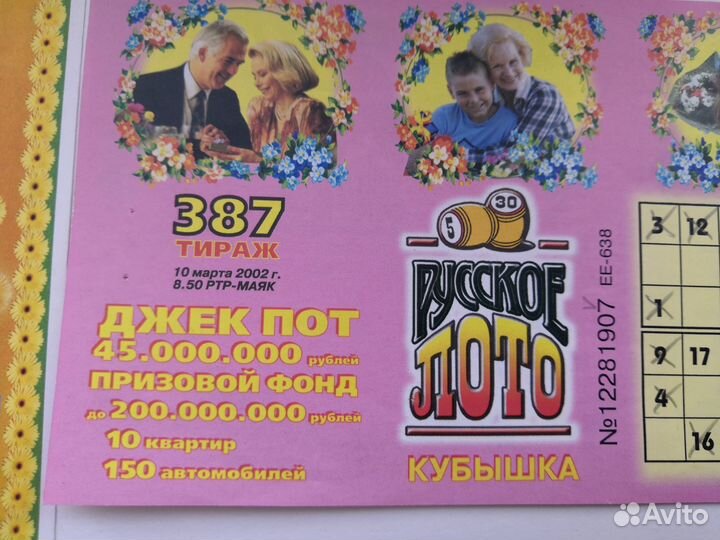 387
ТИРАЖ
10 марта 2002 г.
8.50 РТР-МАЯК
ДЖЕК ПОТ
45.000.000 рублей
ПРИЗОВОЙ ФОНД
до 200.000.000 рублей
10 квартир
150 автомобилей
5 30
РУССКОЕ
ЛОТО
КУБЫШКА
№12281907 ЕЕ-638
3 12
1
9 17
4
16
Avito